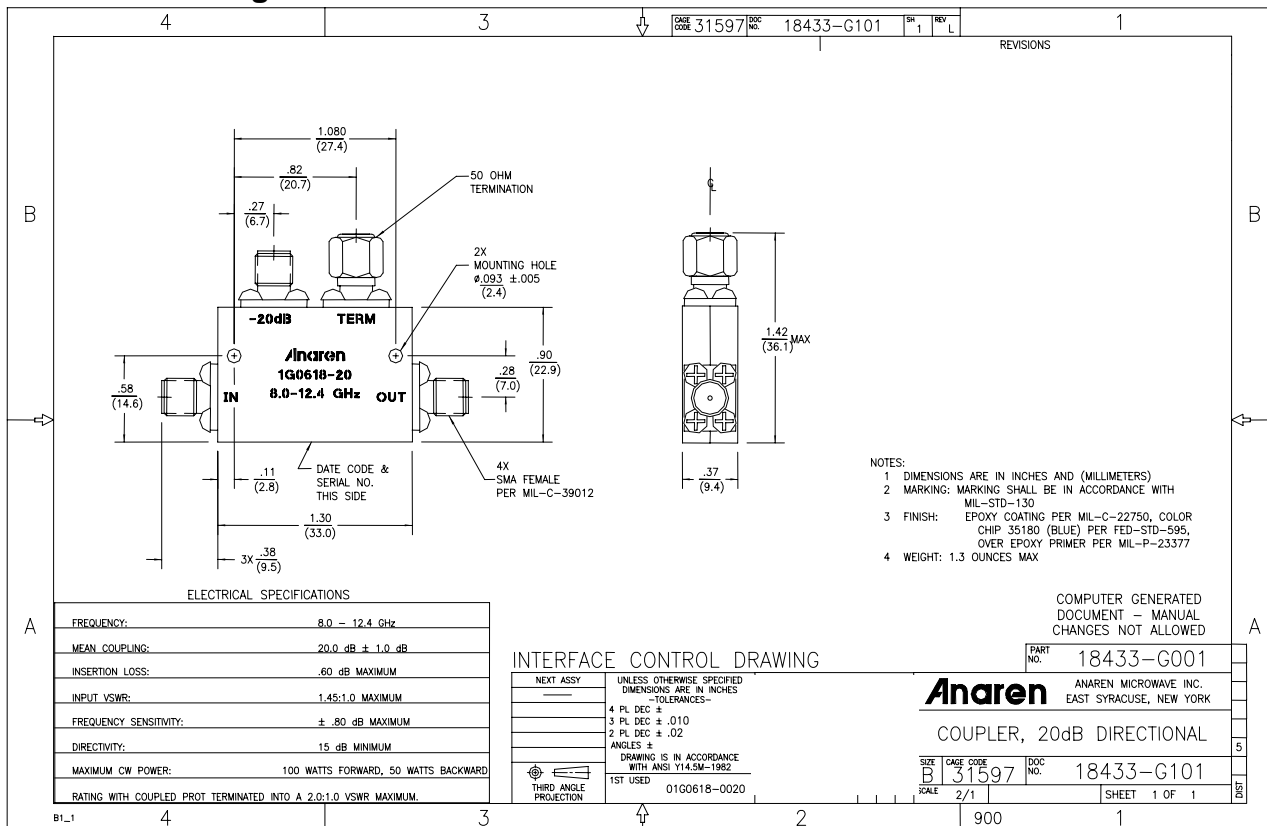 4
3
CAGE CODE 31597 DOC NO. 18433-G101 SH 1 REV L
1
REVISIONS
B
B
1.080
(27.4)
.82
(20.7)
.27
(6.7)
50 OHM
TERMINATION
2X
MOUNTING HOLE
ø.093 ±.005
(2.4)
-20dB TERM
Anaren
1G0618-20
8.0-12.4 GHz
IN
OUT
.58
(14.6)
.90
(22.9)
.28
(7.0)
.11
(2.8)
DATE CODE &
SERIAL NO.
THIS SIDE
4X
SMA FEMALE
PER MIL-C-39012
1.30
(33.0)
3X .38
(9.5)
℄
1.42 MAX
(36.1)
.37
(9.4)
NOTES:
1 DIMENSIONS ARE IN INCHES AND (MILLIMETERS)
2 MARKING: MARKING SHALL BE IN ACCORDANCE WITH
MIL-STD-130
3 FINISH: EPOXY COATING PER MIL-C-22750, COLOR
CHIP 35180 (BLUE) PER FED-STD-595,
OVER EPOXY PRIMER PER MIL-P-23377
4 WEIGHT: 1.3 OUNCES MAX
A
A
ELECTRICAL SPECIFICATIONS
FREQUENCY: 8.0 - 12.4 GHz
MEAN COUPLING: 20.0 dB ± 1.0 dB
INSERTION LOSS: .60 dB MAXIMUM
INPUT VSWR: 1.45:1.0 MAXIMUM
FREQUENCY SENSITIVITY: ± .80 dB MAXIMUM
DIRECTIVITY: 15 dB MINIMUM
MAXIMUM CW POWER: 100 WATTS FORWARD, 50 WATTS BACKWARD
RATING WITH COUPLED PROT TERMINATED INTO A 2.0:1.0 VSWR MAXIMUM.
COMPUTER GENERATED
DOCUMENT - MANUAL
CHANGES NOT ALLOWED
INTERFACE CONTROL DRAWING
NEXT ASSY
UNLESS OTHERWISE SPECIFIED
DIMENSIONS ARE IN INCHES
-TOLERANCES-
4 PL DEC ±
3 PL DEC ± .010
2 PL DEC ± .02
ANGLES ±
DRAWING IS IN ACCORDANCE
WITH ANSI Y14.5M-1982
1ST USED
01G0618-0020
THIRD ANGLE
PROJECTION
PART NO. 18433-G001
Anaren
ANAREN MICROWAVE INC.
EAST SYRACUSE, NEW YORK
COUPLER, 20dB DIRECTIONAL
SIZE B CAGE CODE 31597 DOC NO. 18433-G101
SCALE 2/1 SHEET 1 OF 1
5
DIST
B1_1
4
3
2
900
1